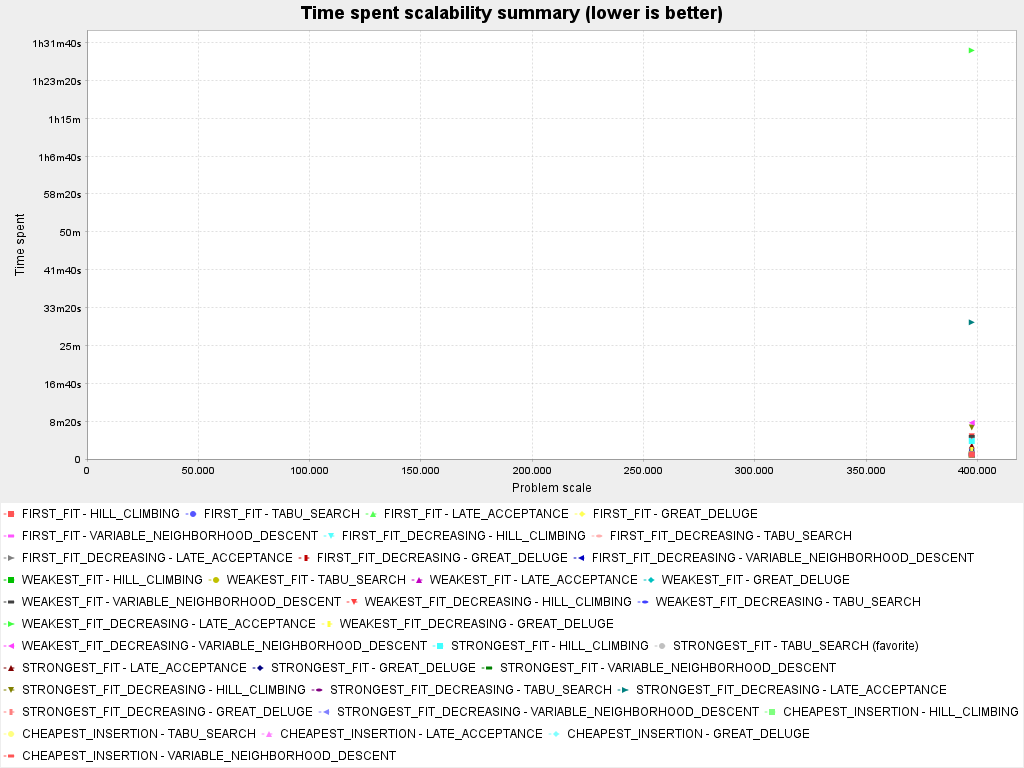 Time spent scalability summary (lower is better)
1h31m40s
1h23m20s
1h15m
1h6m40s
58m20s
50m
41m40s
33m20s
25m
16m40s
8m20s
0
Time spent
0 50.000 100.000 150.000 200.000 250.000 300.000 350.000 400.000
Problem scale
FIRST_FIT - HILL_CLIMBING FIRST_FIT - TABU_SEARCH FIRST_FIT - LATE_ACCEPTANCE FIRST_FIT - GREAT_DELUGE
FIRST_FIT - VARIABLE_NEIGHBORHOOD_DESCENT FIRST_FIT_DECREASING - HILL_CLIMBING FIRST_FIT_DECREASING - TABU_SEARCH
FIRST_FIT_DECREASING - LATE_ACCEPTANCE FIRST_FIT_DECREASING - GREAT_DELUGE FIRST_FIT_DECREASING - VARIABLE_NEIGHBORHOOD_DESCENT
WEAKEST_FIT - HILL_CLIMBING WEAKEST_FIT - TABU_SEARCH WEAKEST_FIT - LATE_ACCEPTANCE WEAKEST_FIT - GREAT_DELUGE
WEAKEST_FIT - VARIABLE_NEIGHBORHOOD_DESCENT WEAKEST_FIT_DECREASING - HILL_CLIMBING WEAKEST_FIT_DECREASING - TABU_SEARCH
WEAKEST_FIT_DECREASING - LATE_ACCEPTANCE WEAKEST_FIT_DECREASING - GREAT_DELUGE
WEAKEST_FIT_DECREASING - VARIABLE_NEIGHBORHOOD_DESCENT STRONGEST_FIT - HILL_CLIMBING STRONGEST_FIT - TABU_SEARCH (favorite)
STRONGEST_FIT - LATE_ACCEPTANCE STRONGEST_FIT - GREAT_DELUGE STRONGEST_FIT - VARIABLE_NEIGHBORHOOD_DESCENT
STRONGEST_FIT_DECREASING - HILL_CLIMBING STRONGEST_FIT_DECREASING - TABU_SEARCH STRONGEST_FIT_DECREASING - LATE_ACCEPTANCE
STRONGEST_FIT_DECREASING - GREAT_DELUGE STRONGEST_FIT_DECREASING - VARIABLE_NEIGHBORHOOD_DESCENT CHEAPEST_INSERTION - HILL_CLIMBING
CHEAPEST_INSERTION - TABU_SEARCH CHEAPEST_INSERTION - LATE_ACCEPTANCE CHEAPEST_INSERTION - GREAT_DELUGE
CHEAPEST_INSERTION - VARIABLE_NEIGHBORHOOD_DESCENT